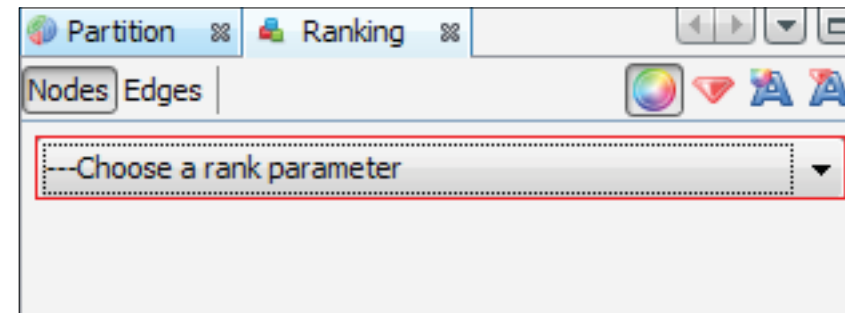 Partition Ranking
Nodes Edges
---Choose a rank parameter